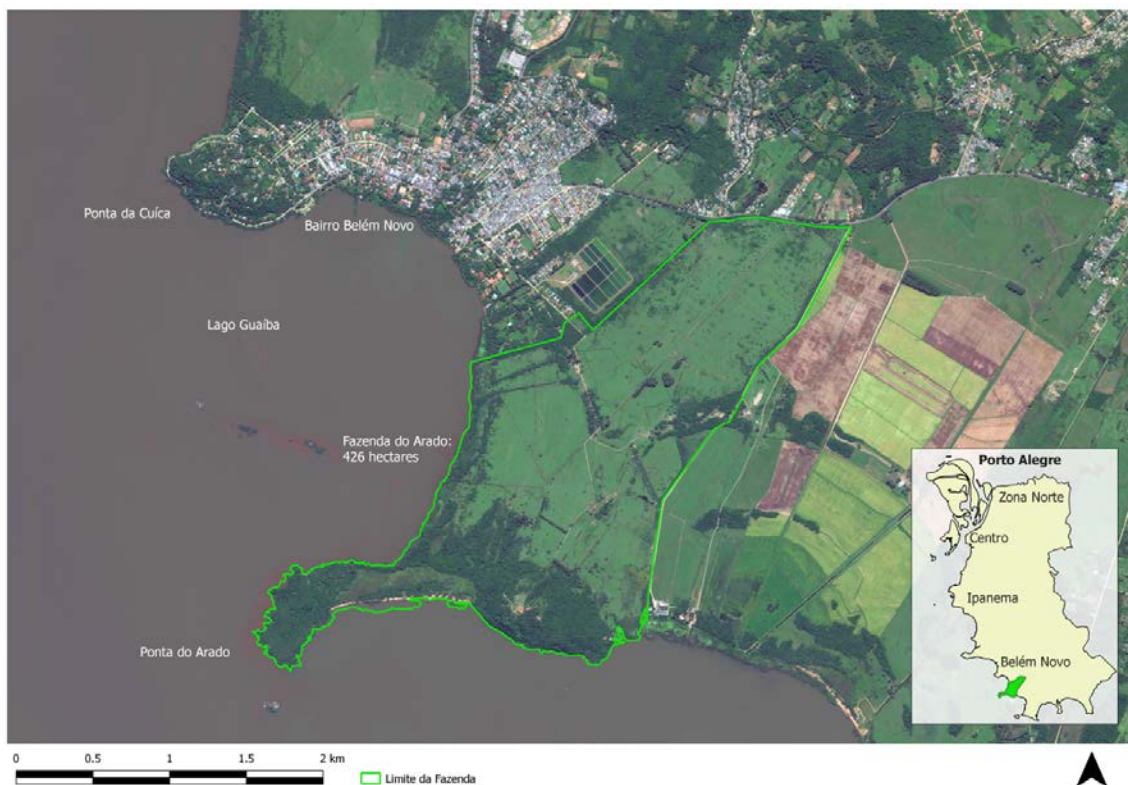 Ponta da Cuíca
Bairro Belém Novo
Lago Guaíba
Fazenda do Arado:
426 hectares
Ponta do Arado
Porto Alegre
Zona Norte
Centro
Ipanema
Belém Novo
0 0.5 1 1.5 2 km
Limite da Fazenda